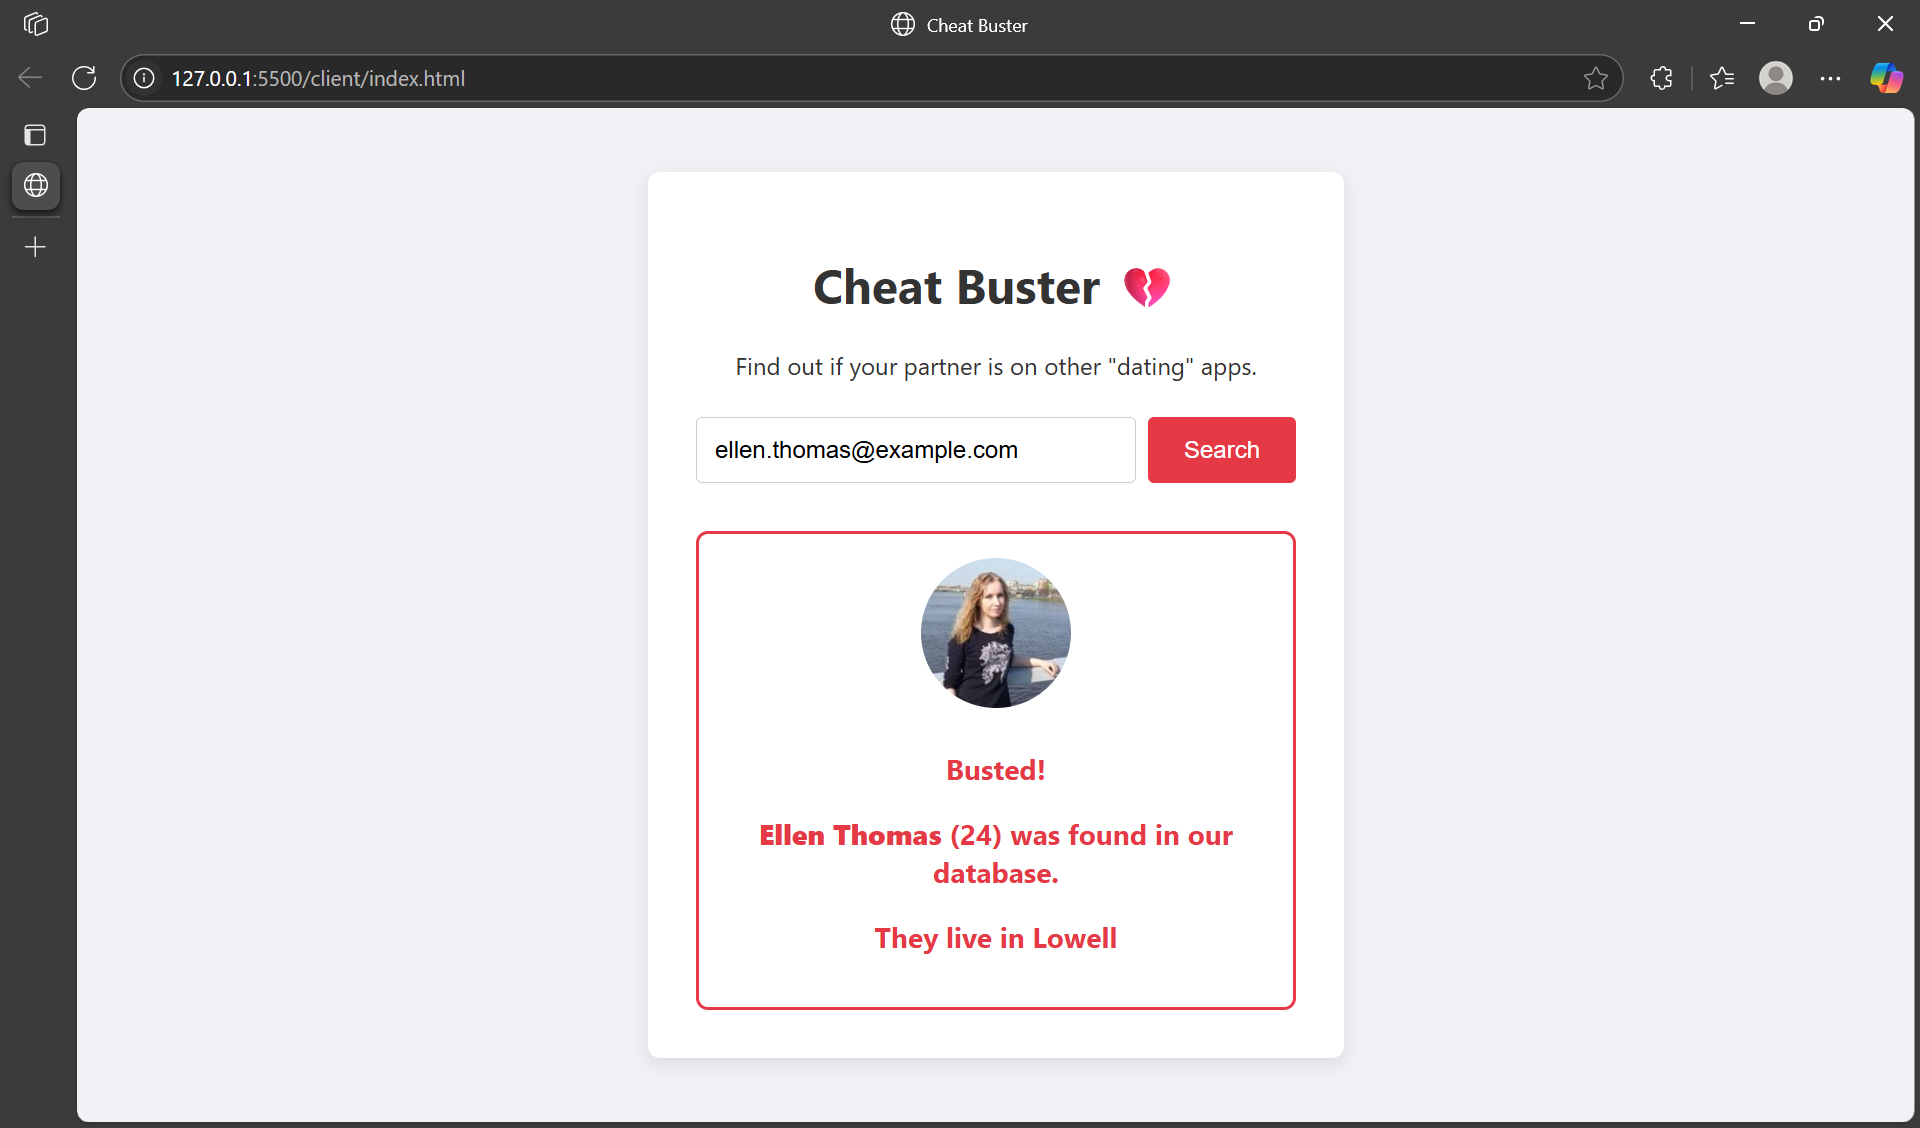 Cheat Buster
127.0.0.1:5500/client/index.html
Cheat Buster 💔
Find out if your partner is on other "dating" apps.
ellen.thomas@example.com
Search
Busted!
Ellen Thomas (24) was found in our
database.
They live in Lowell